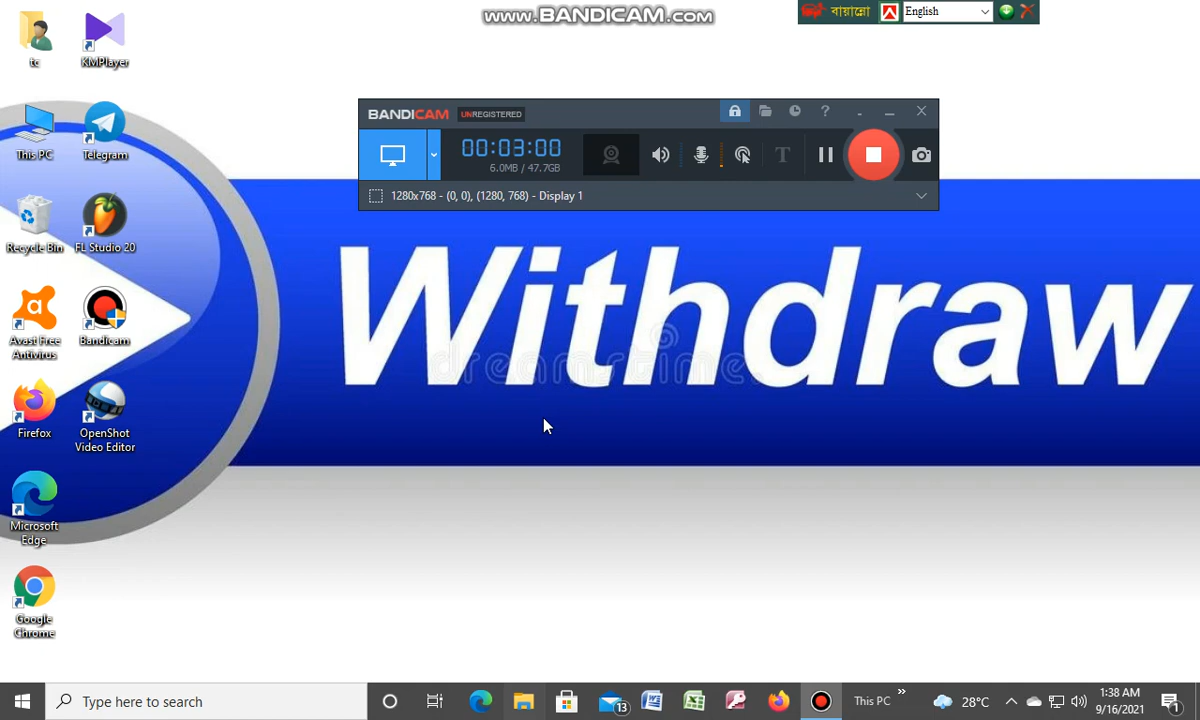 www.BANDICAM.com
বায়ান্নো
English
tc
KMPlayer
BANDICAM UNREGISTERED
?
00:03:00
6.0MB / 47.7GB
T
1280x768 - (0, 0), (1280, 768) - Display 1
This PC
Telegram
Recycle Bin
FL Studio 20
Withdraw
dreamstime.
Avast Free
Antivirus
Bandicam
Firefox
OpenShot
Video Editor
Microsoft
Edge
Google
Chrome
Type here to search
13
This PC
»
28°C
1:38 AM
9/16/2021
1